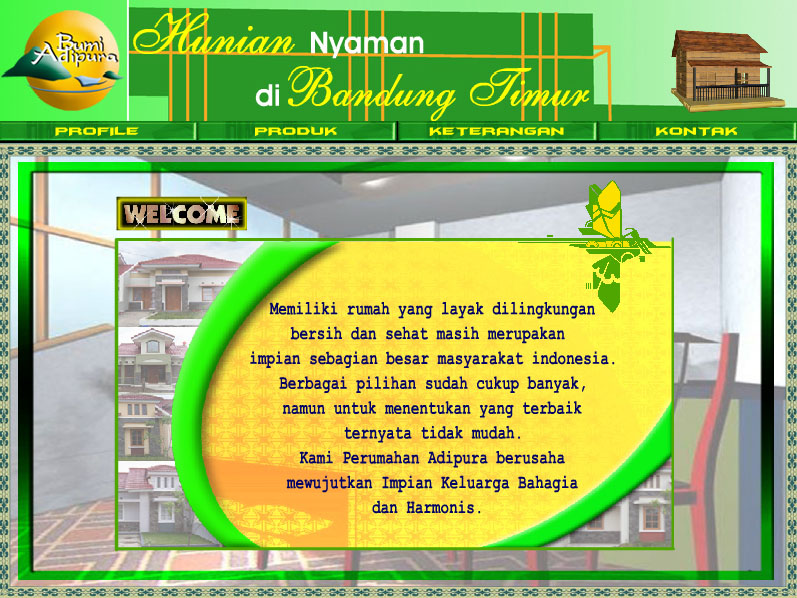 Bumi
Adipura
Hunian Nyaman
di Bandung Timur
PROFILE
PRODUK
KETERANGAN
KONTAK
WELCOME
Memiliki rumah yang layak dilingkungan
bersih dan sehat masih merupakan
impian sebagian besar masyarakat indonesia.
Berbagai pilihan sudah cukup banyak,
namun untuk menentukan yang terbaik
ternyata tidak mudah.
Kami Perumahan Adipura berusaha
mewujutkan Impian Keluarga Bahagia
dan Harmonis.